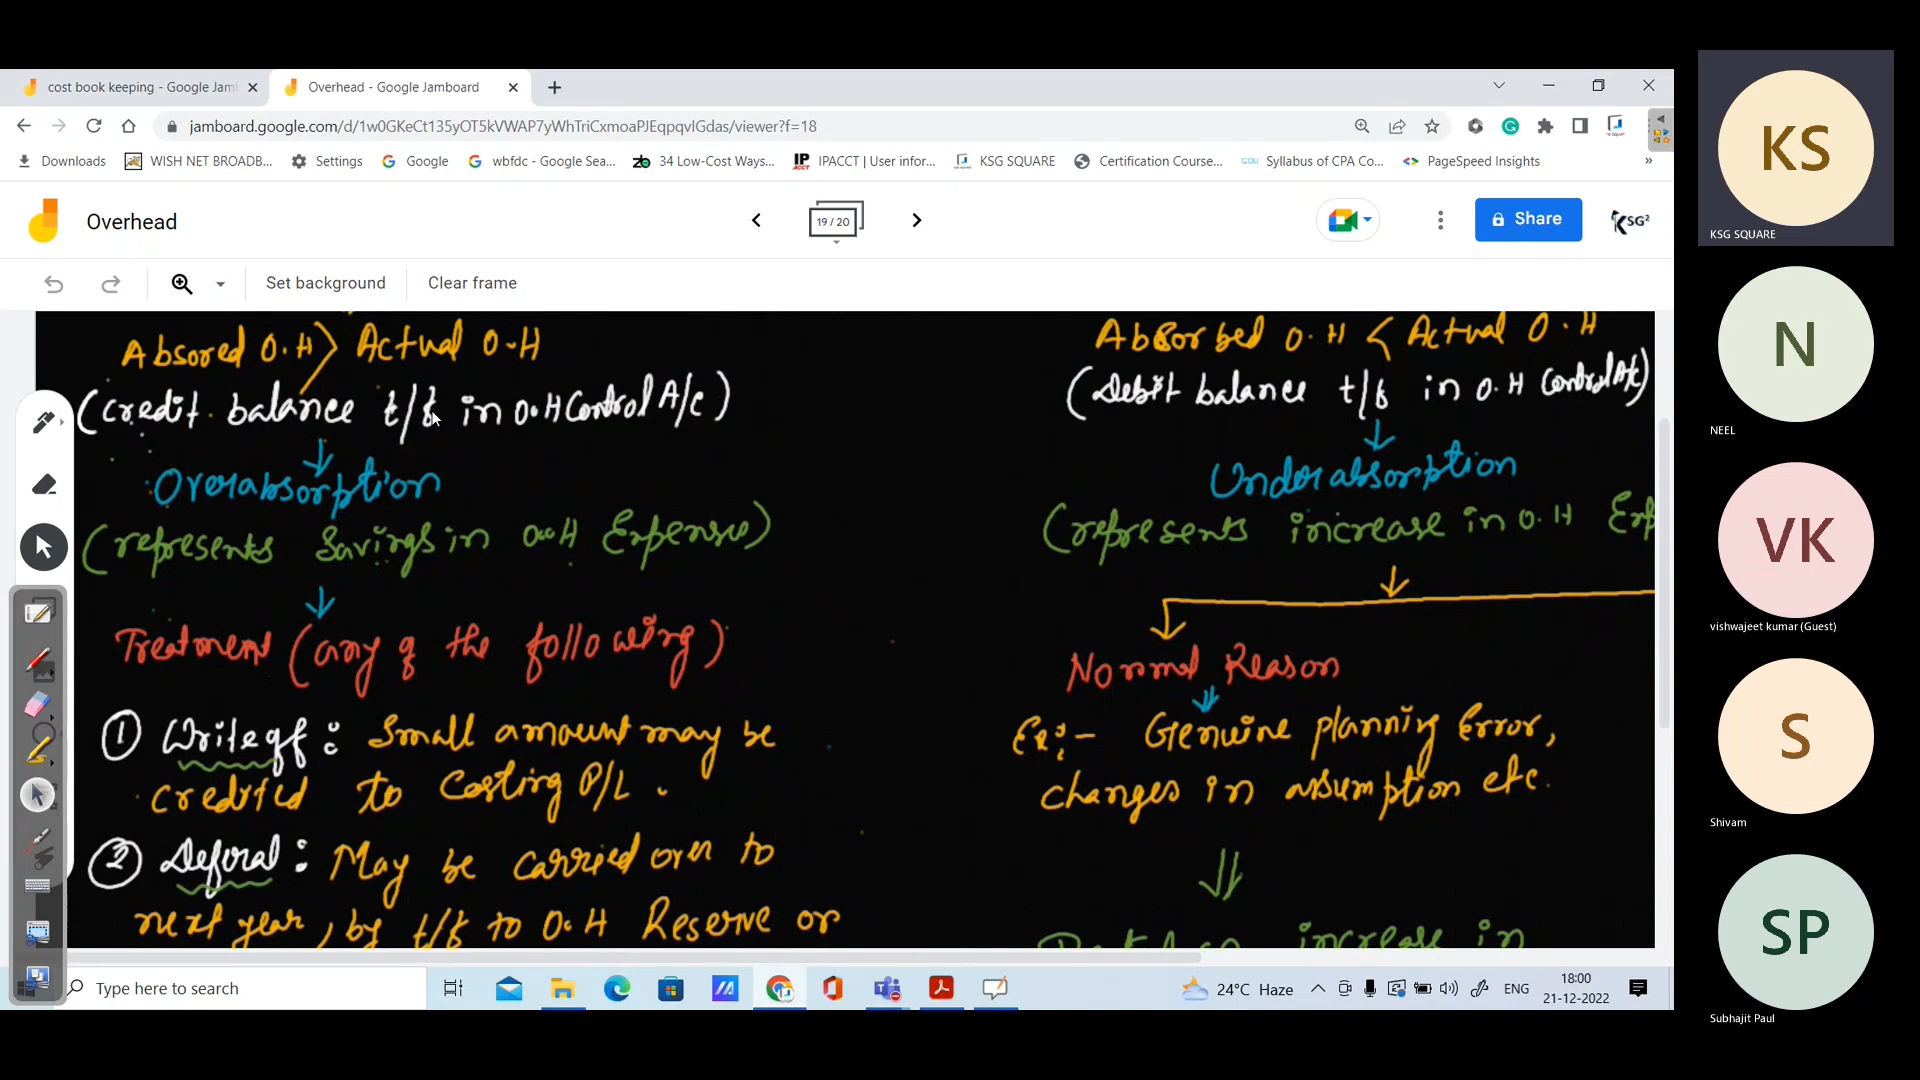 cost book keeping - Google Jam
Overhead - Google Jamboard
jamboard.google.com/d/1w0GKeCt135yOT5kVWAP7yWhTriCxmoaPJEqpqvIGdas/viewer?f=18
Downloads
WISH NET BROADB...
Settings
Google
wbfdc - Google Sea...
34 Low-Cost Ways...
IPACCT | User infor...
KSG SQUARE
Certification Course...
Syllabus of CPA Co...
PageSpeed Insights
»
Overhead
19 / 20
Share
KSG²
Set background
Clear frame
Absored O.H > Actual O.H
(Credit balance t/f in O.H Control A/c)
Overabsorption
(represents Savings in O.H Expenses)
Treatment (any of the following)
① Writeoff : Small amount may be
credited to Costing P/L .
② Deferal : May be carried over to
next year, by t/f to O.H Reserve or
Absorbed O.H < Actual O.H
(Debit balance t/f in O.H Control A/c)
Underabsorption
(represents increase in O.H Exp
Normal Reason
Ex:- Genuine planning Error,
changes in assumption etc.
increase in
Type here to search
24°C Haze
ENG
18:00
21-12-2022
KS
KSG SQUARE
N
NEEL
VK
vishwajeet kumar (Guest)
S
Shivam
SP
Subhajit Paul